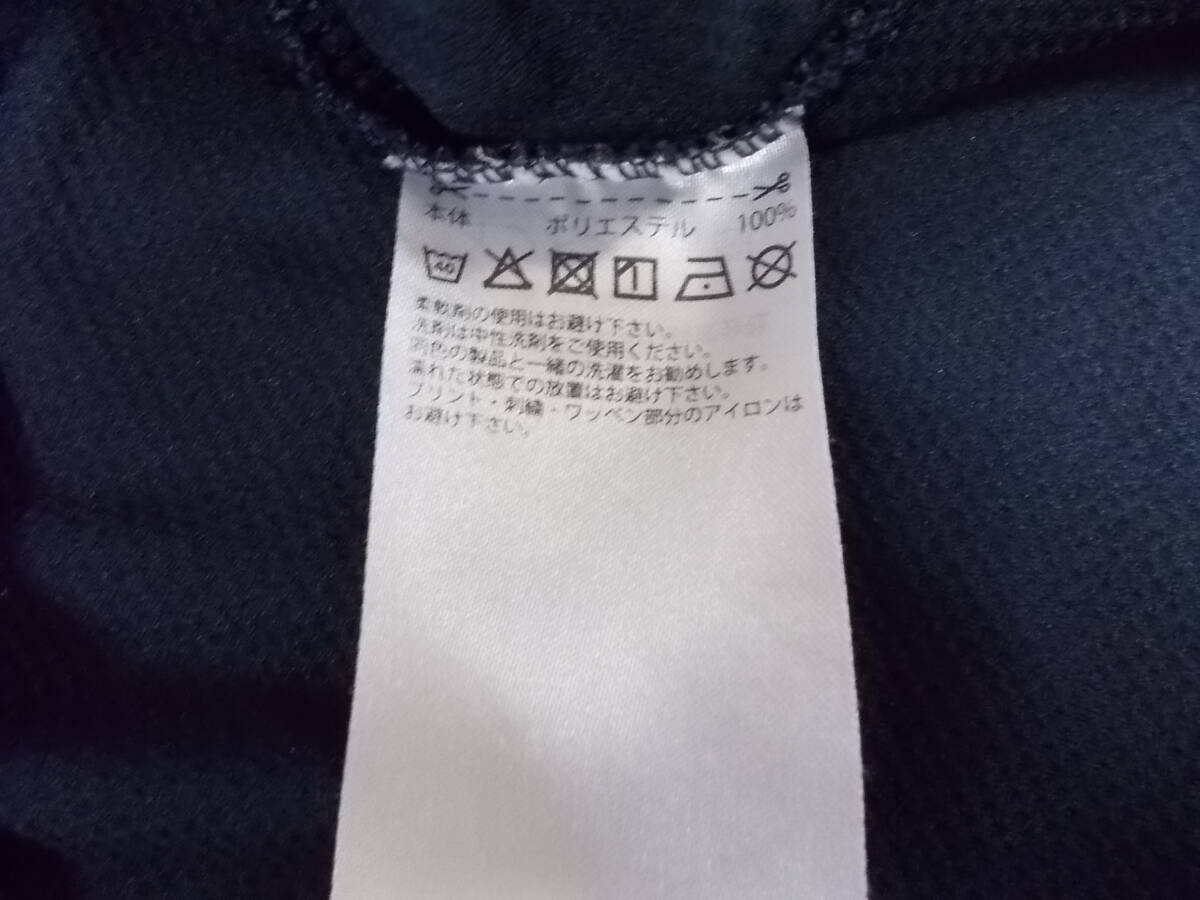 本体 ポリエステル 100%
40
柔軟剤の使用はお避け下さい。
洗剤は中性洗剤をご使用ください。
同色の製品と一緒の洗濯をお勧めします。
濡れた状態での放置はお避け下さい。
プリント・刺繍・ワッペン部分のアイロンは
お避け下さい。